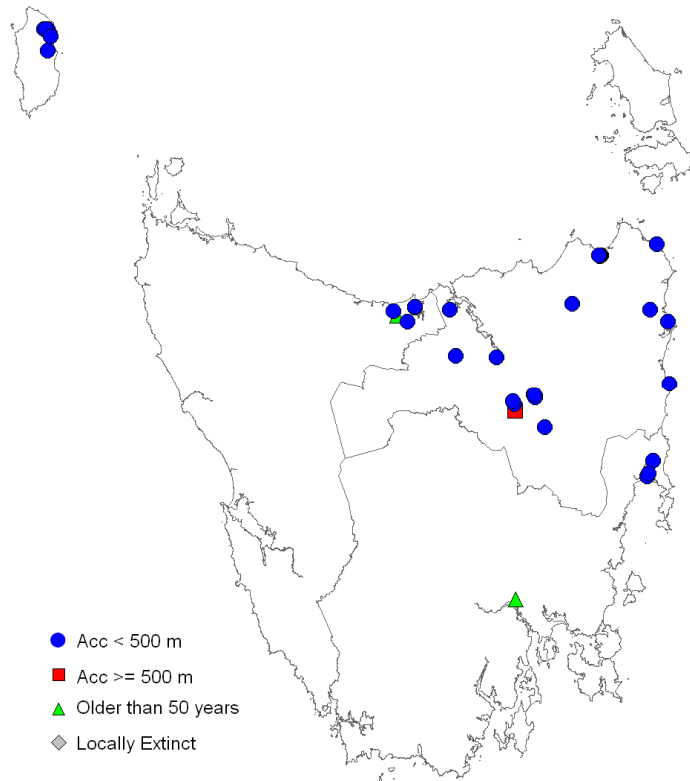 Acc < 500 m
Acc >= 500 m
Older than 50 years
Locally Extinct